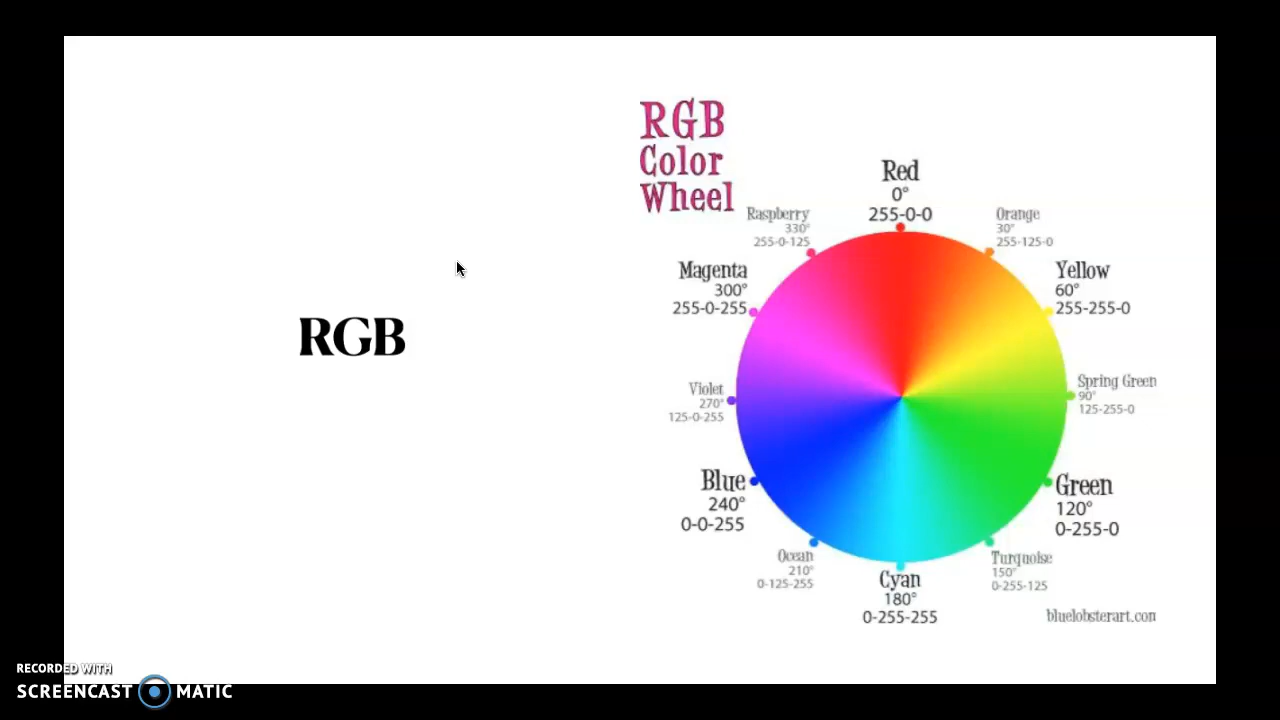 RGB
RGB
Color
Wheel
Red
0°
255-0-0
Orange
30°
255-125-0
Yellow
60°
255-255-0
Spring Green
90°
125-255-0
Green
120°
0-255-0
Turquoise
150°
0-255-125
Cyan
180°
0-255-255
Ocean
210°
0-125-255
Blue
240°
0-0-255
Violet
270°
125-0-255
Magenta
300°
255-0-255
Raspberry
330°
255-0-125
bluelobsterart.con
RECORDED WITH
SCREENCAST MATIC